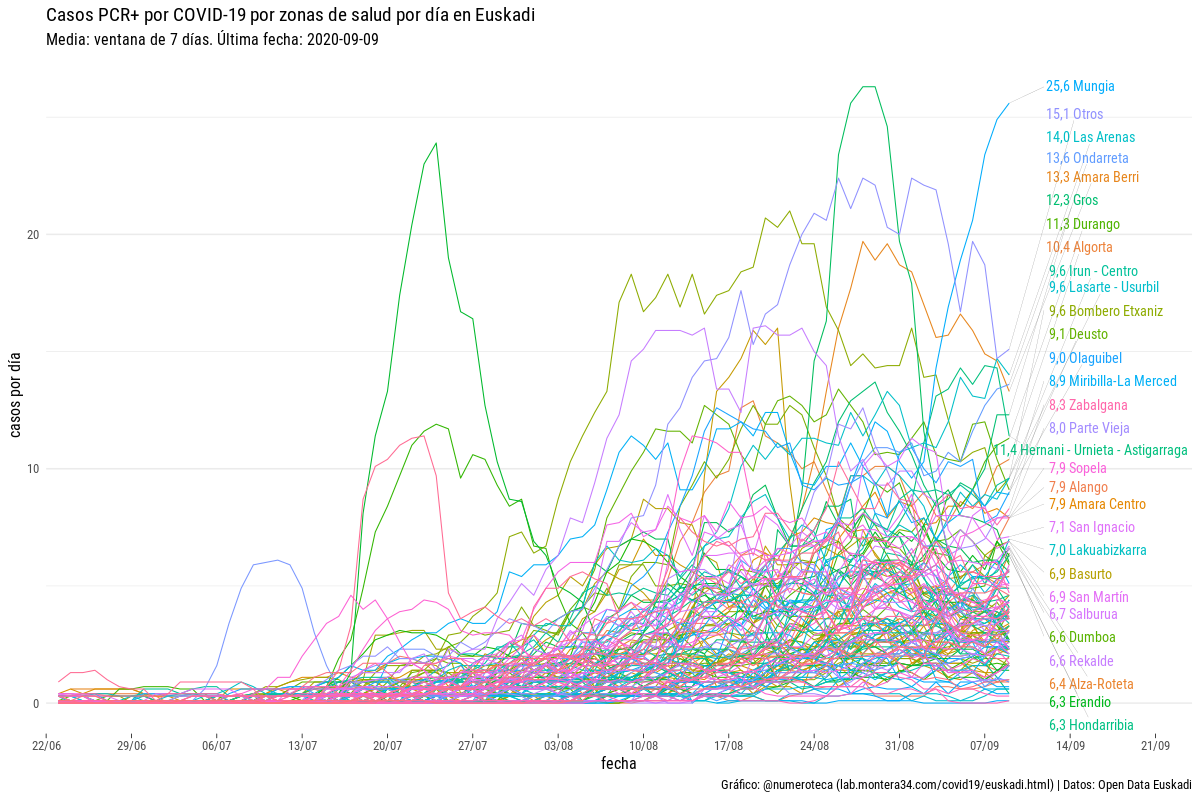 Casos PCR+ por COVID-19 por zonas de salud por día en Euskadi
Media: ventana de 7 días. Última fecha: 2020-09-09
casos por día
20
10
0
25,6 Mungia
15,1 Otros
14,0 Las Arenas
13,6 Ondarreta
13,3 Amara Berri
12,3 Gros
11,3 Durango
10,4 Algorta
9,6 Irun - Centro
9,6 Lasarte - Usurbil
9,6 Bombero Etxaniz
9,1 Deusto
9,0 Olaguibel
8,9 Miribilla-La Merced
8,3 Zabalgana
8,0 Parte Vieja
11,4 Hernani - Urnieta - Astigarraga
7,9 Sopela
7,9 Alango
7,9 Amara Centro
7,1 San Ignacio
7,0 Lakuabizkarra
6,9 Basurto
6,9 San Martín
6,7 Salburua
6,6 Dumboa
6,6 Rekalde
6,4 Alza-Roteta
6,3 Erandio
6,3 Hondarribia
22/06 29/06 06/07 13/07 20/07 27/07 03/08 10/08 17/08 24/08 31/08 07/09 14/09 21/09
fecha
Gráfico: @numeroteca (lab.montera34.com/covid19/euskadi.html) | Datos: Open Data Euskadi